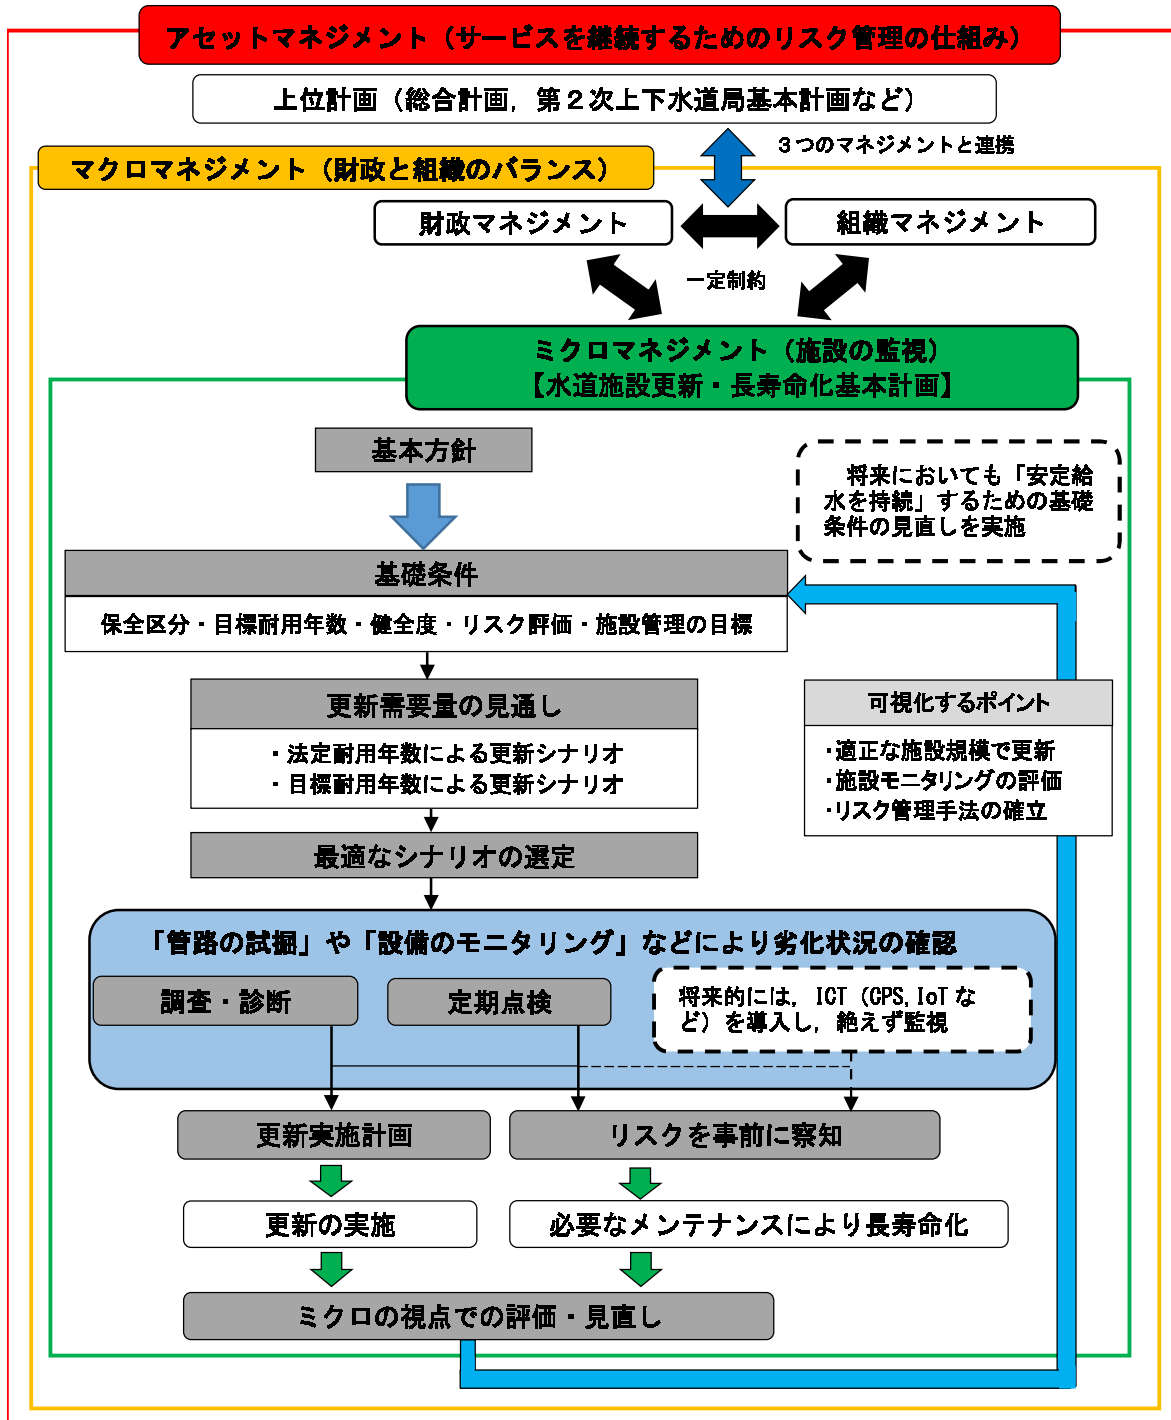 アセットマネジメント（サービスを継続するためのリスク管理の仕組み）
上位計画（総合計画，第２次上下水道局基本計画など）
３つのマネジメントと連携
マクロマネジメント（財政と組織のバランス）
財政マネジメント
組織マネジメント
一定制約
ミクロマネジメント（施設の監視）
【水道施設更新・長寿命化基本計画】
基本方針
将来においても「安定給
水を持続」するための基礎
条件の見直しを実施
基礎条件
保全区分・目標耐用年数・健全度・リスク評価・施設管理の目標
更新需要量の見通し
・法定耐用年数による更新シナリオ
・目標耐用年数による更新シナリオ
可視化するポイント
・適正な施設規模で更新
・施設モニタリングの評価
・リスク管理手法の確立
最適なシナリオの選定
「管路の試掘」や「設備のモニタリング」などにより劣化状況の確認
調査・診断
定期点検
将来的には，ICT（CPS,IoT な
ど）を導入し，絶えず監視
更新実施計画
リスクを事前に察知
更新の実施
必要なメンテナンスにより長寿命化
ミクロの視点での評価・見直し